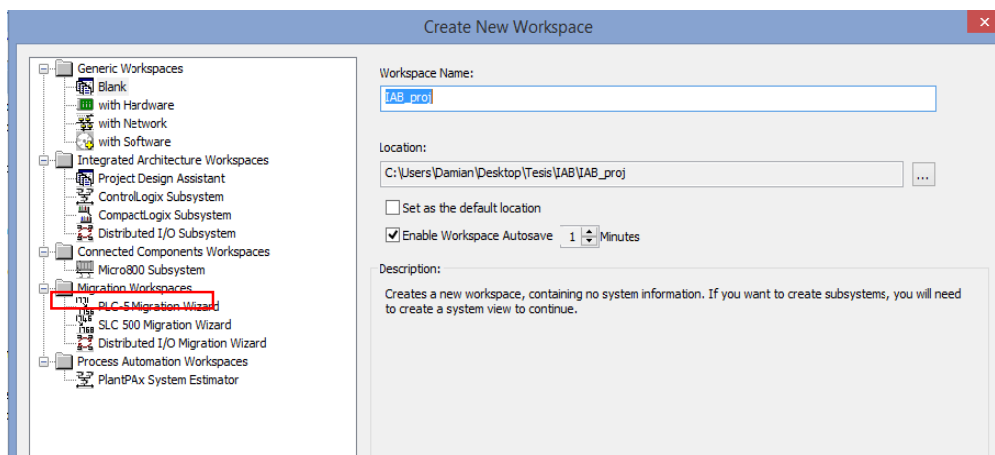 Create New Workspace
Generic Workspaces
Blank
with Hardware
with Network
with Software
Integrated Architecture Workspaces
Project Design Assistant
ControlLogix Subsystem
CompactLogix Subsystem
Distributed I/O Subsystem
Connected Components Workspaces
Micro800 Subsystem
Migration Workspaces
PLC-5 Migration Wizard
SLC 500 Migration Wizard
Distributed I/O Migration Wizard
Process Automation Workspaces
PlantPAx System Estimator
Workspace Name:
IAB_proj
Location:
C:\Users\Damian\Desktop\Tesis\IAB\IAB_proj
...
Set as the default location
Enable Workspace Autosave 1 Minutes
Description:
Creates a new workspace, containing no system information. If you want to create subsystems, you will need
to create a system view to continue.